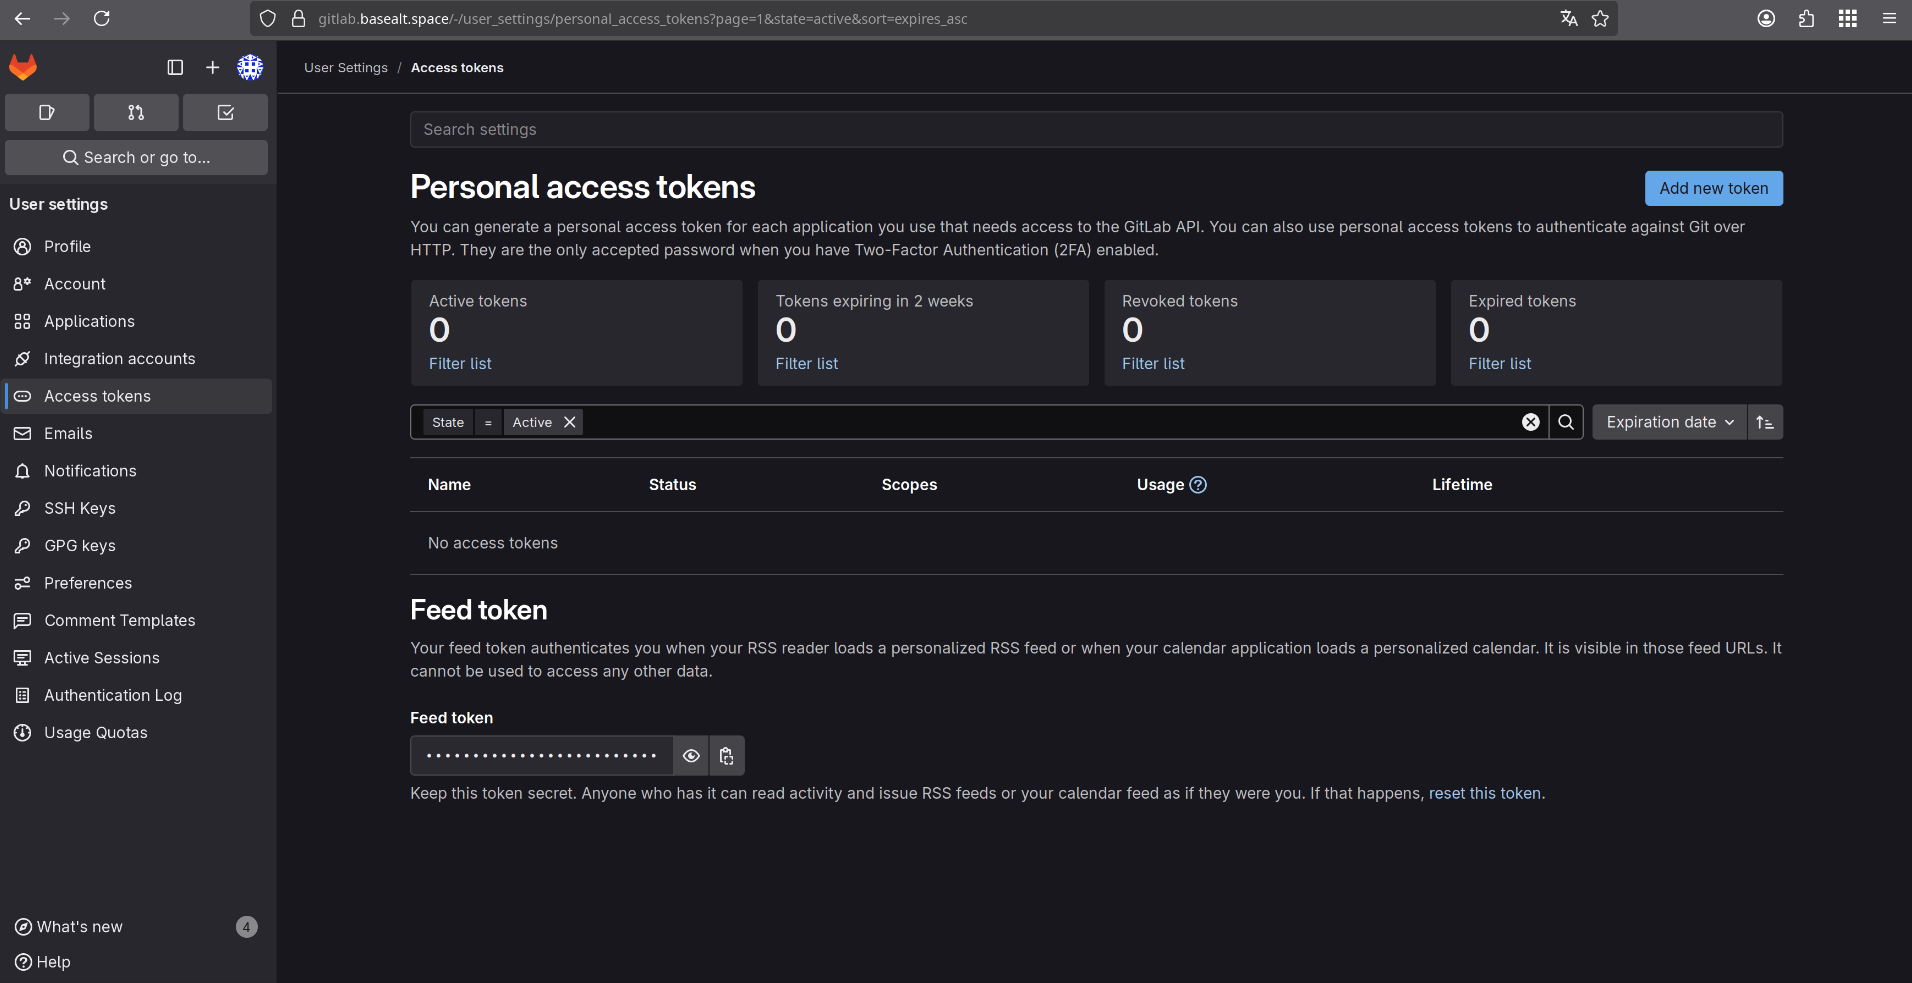 gitlab.basealt.space/-/user_settings/personal_access_tokens?page=1&state=active&sort=expires_asc
User Settings / Access tokens
Search or go to...
User settings
Profile
Account
Applications
Integration accounts
Access tokens
Emails
Notifications
SSH Keys
GPG keys
Preferences
Comment Templates
Active Sessions
Authentication Log
Usage Quotas
What's new 4
Help
Search settings
Personal access tokens
Add new token
You can generate a personal access token for each application you use that needs access to the GitLab API. You can also use personal access tokens to authenticate against Git over
HTTP. They are the only accepted password when you have Two-Factor Authentication (2FA) enabled.
Active tokens
0
Filter list
Tokens expiring in 2 weeks
0
Filter list
Revoked tokens
0
Filter list
Expired tokens
0
Filter list
State = Active
Expiration date
Name Status Scopes Usage Lifetime
No access tokens
Feed token
Your feed token authenticates you when your RSS reader loads a personalized RSS feed or when your calendar application loads a personalized calendar. It is visible in those feed URLs. It
cannot be used to access any other data.
Feed token
Keep this token secret. Anyone who has it can read activity and issue RSS feeds or your calendar feed as if they were you. If that happens, reset this token.